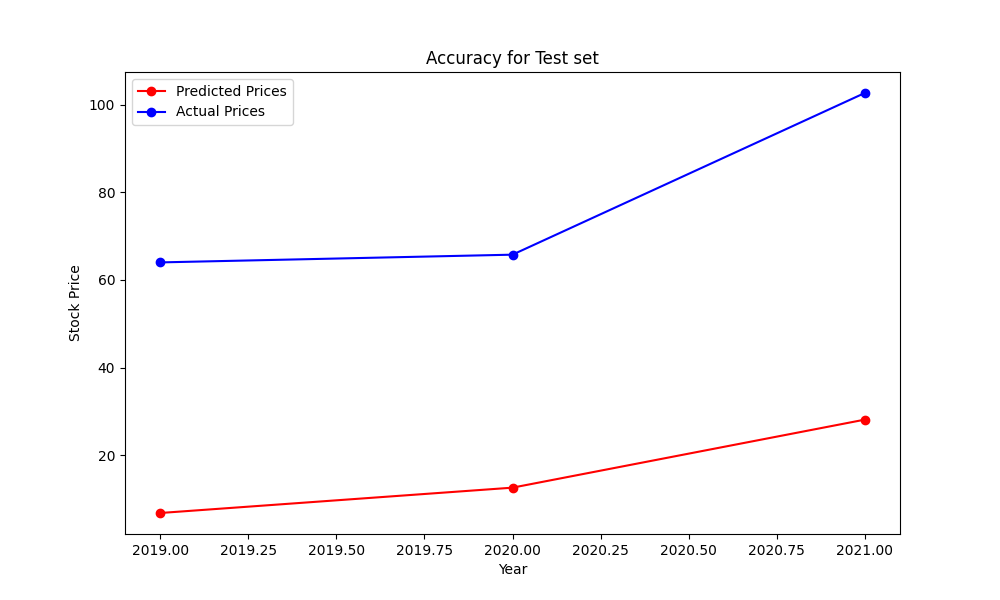 Accuracy for Test set
Predicted Prices
Actual Prices
100
80
60
40
20
Stock Price
2019.00 2019.25 2019.50 2019.75 2020.00 2020.25 2020.50 2020.75 2021.00
Year